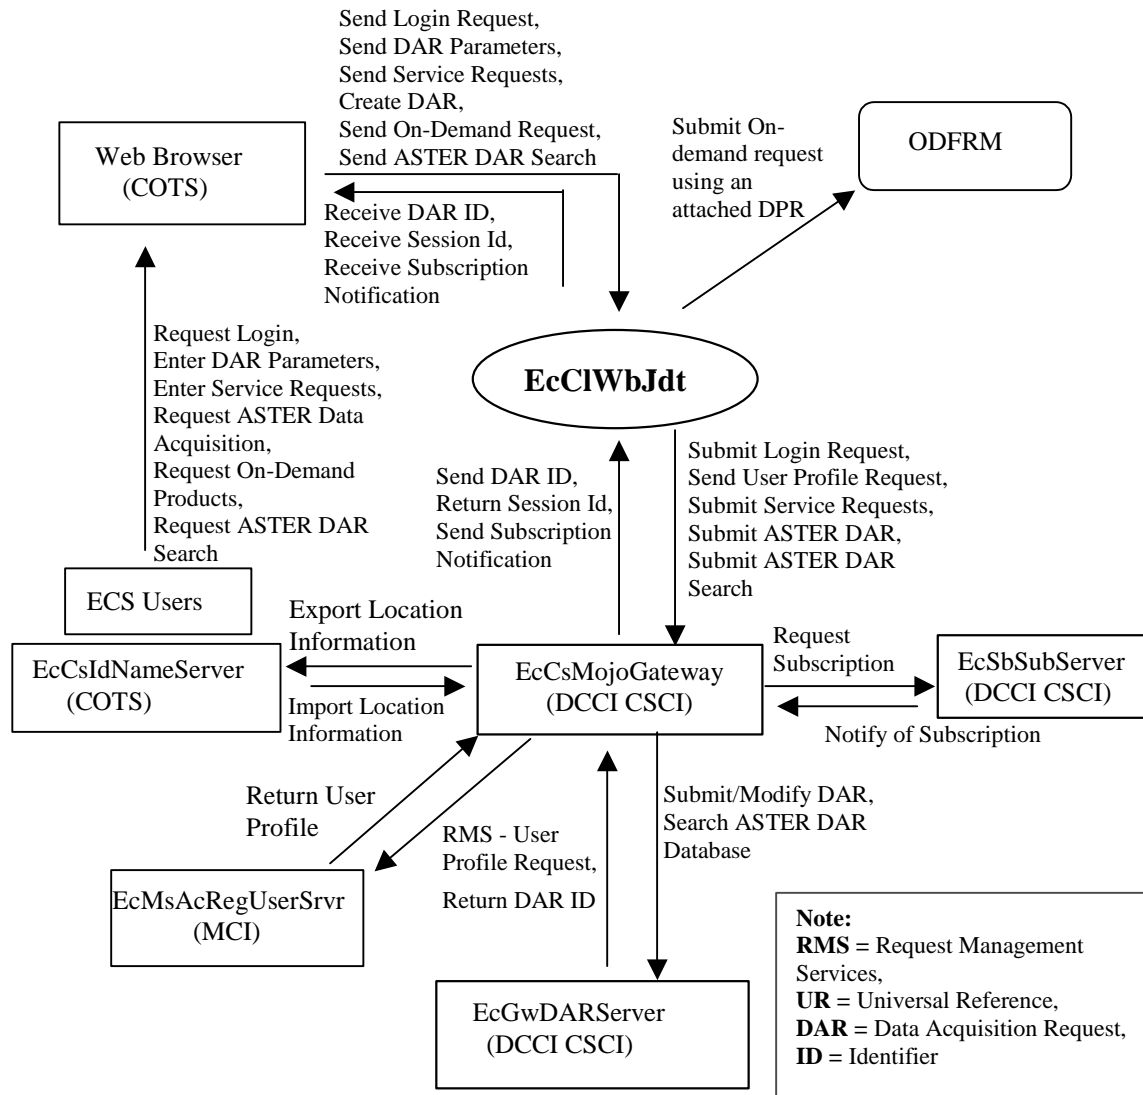 Send Login Request,
Send DAR Parameters,
Send Service Requests,
Create DAR,
Send On-Demand Request,
Send ASTER DAR Search
Web Browser
(COTS)
Submit On-
demand request
using an
attached DPR
ODFRM
Receive DAR ID,
Receive Session Id,
Receive Subscription
Notification
Request Login,
Enter DAR Parameters,
Enter Service Requests,
Request ASTER Data
Acquisition,
Request On-Demand
Products,
Request ASTER DAR
Search
EcClWbJdt
Send DAR ID,
Return Session Id,
Send Subscription
Notification
Submit Login Request,
Send User Profile Request,
Submit Service Requests,
Submit ASTER DAR,
Submit ASTER DAR
Search
ECS Users
Export Location
Information
EcCsIdNameServer
(COTS)
Import Location
Information
EcCsMojoGateway
(DCCI CSCI)
Request
Subscription
EcSbSubServer
(DCCI CSCI)
Notify of Subscription
Return User
Profile
RMS - User
Profile Request,
Return DAR ID
Submit/Modify DAR,
Search ASTER DAR
Database
EcMsAcRegUserSrvr
(MCI)
EcGwDARServer
(DCCI CSCI)
Note:
RMS = Request Management
Services,
UR = Universal Reference,
DAR = Data Acquisition Request,
ID = Identifier